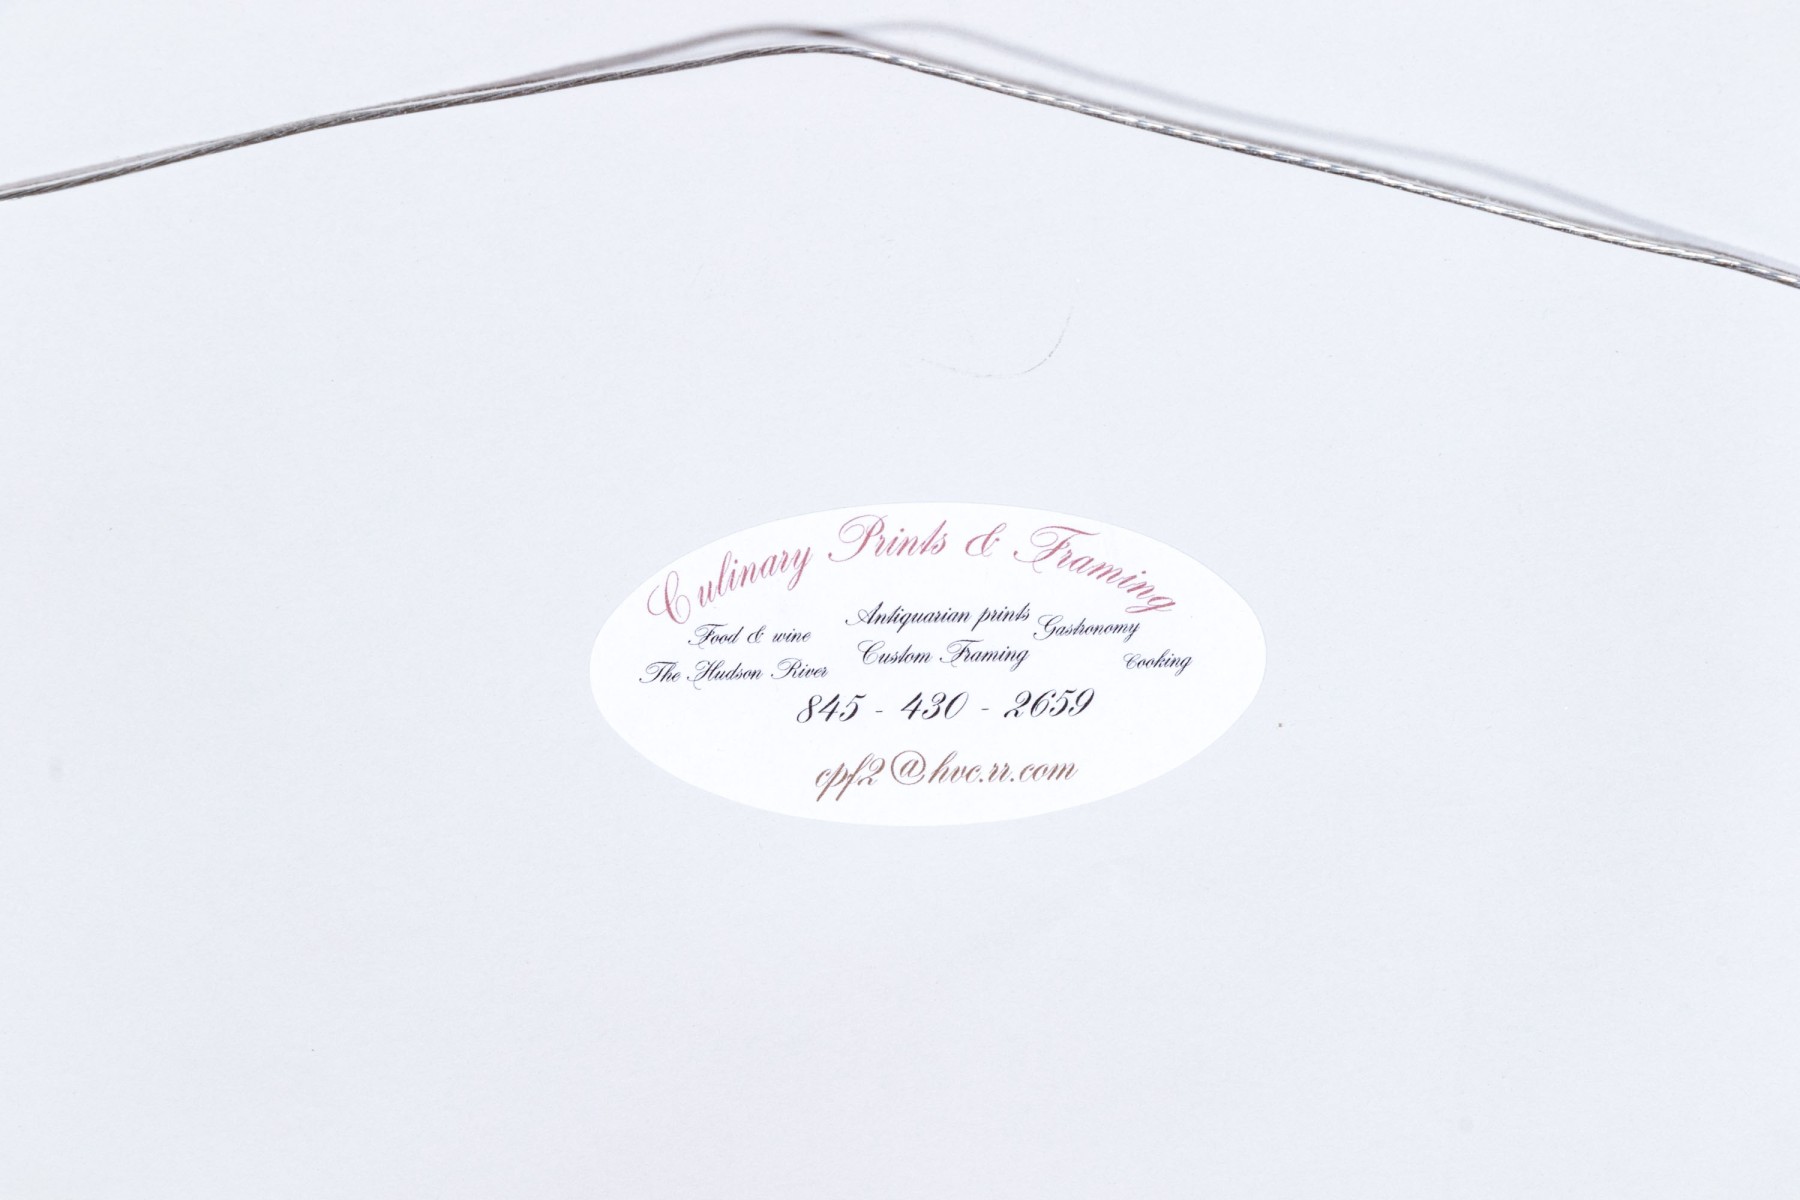 Culinary Prints & Framing
Antiquarian prints
Food & wine
Gastronomy
Custom Framing
The Hudson River
Cooking
845 - 430 - 2659
cpf2@hvc.rr.com